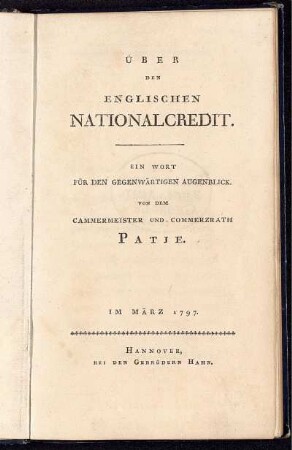 ÜBER
DEN
ENGLISCHEN
NATIONALCREDIT.
EIN WORT
FÜR DEN GEGENWÄRTIGEN AUGENBLICK.
VON DEM
CAMMERMEISTER UND COMMERZRATH
PATJE.
IM MÄRZ 1797.
HANNOVER,
BEI DEN GEBRÜDERN HAHN.